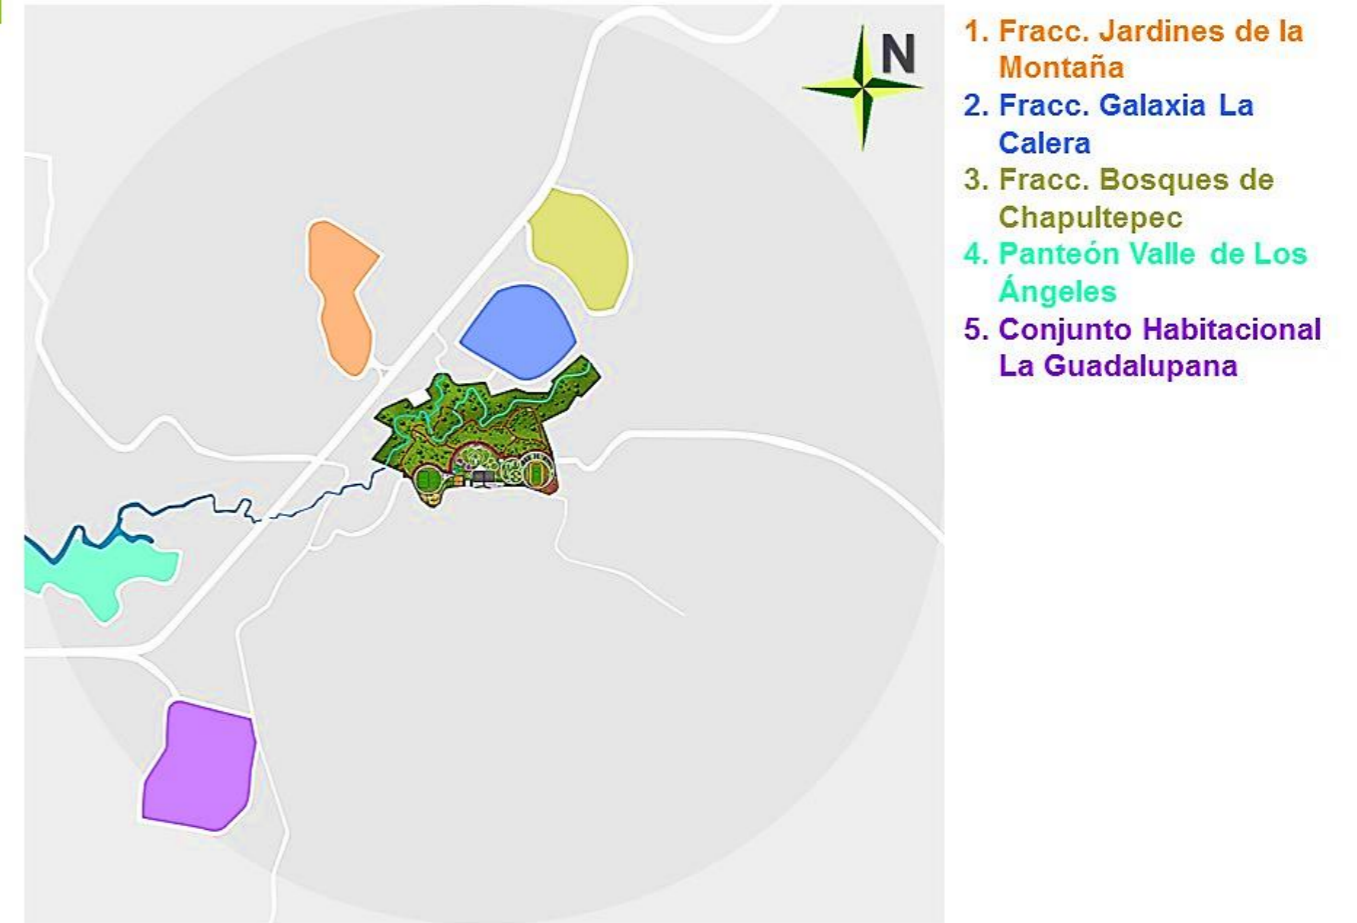 N
1. Fracc. Jardines de la
Montaña
2. Fracc. Galaxia La
Calera
3. Fracc. Bosques de
Chapultepec
4. Panteón Valle de Los
Ángeles
5. Conjunto Habitacional
La Guadalupana